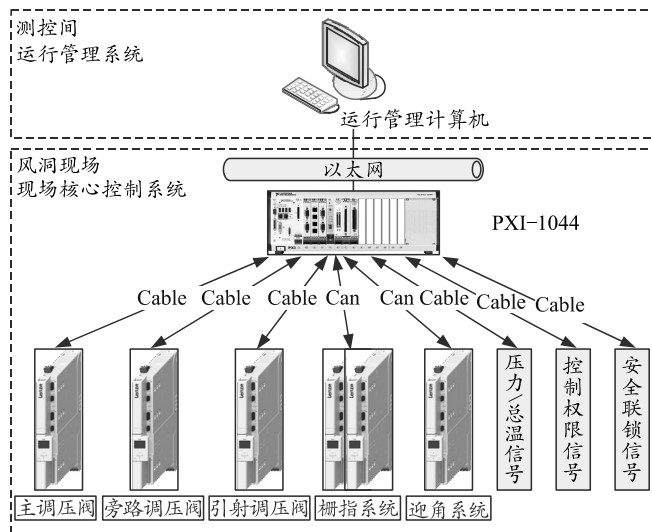 测控间
运行管理系统
运行管理计算机
风洞现场
现场核心控制系统
以太网
PXI-1044
Cable Cable Cable Can Can Cable Cable Cable
主调压阀 旁路调压阀 引射调压阀 栅指系统 迎角系统
压力/总温信号
控制权限信号
安全联锁信号